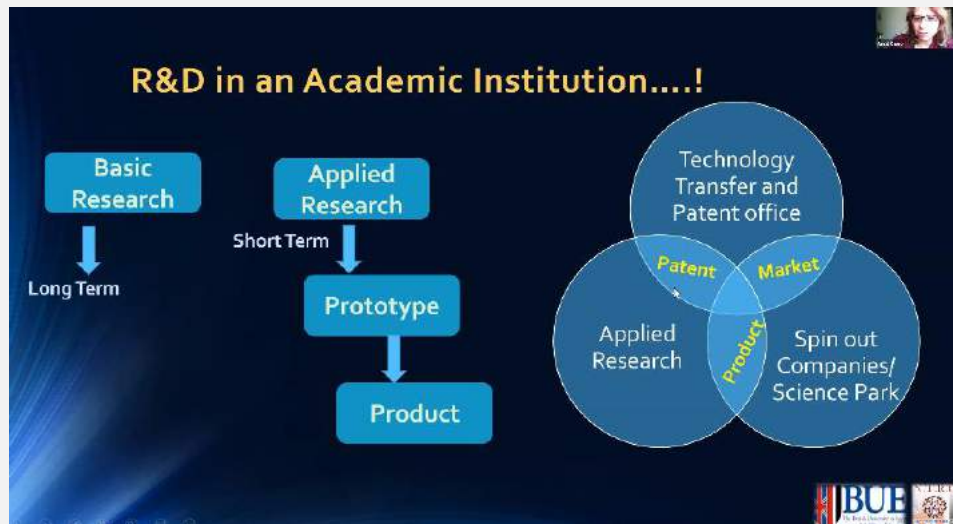 R&D in an Academic Institution....!
Basic
Research
Long Term
Applied
Research
Short Term
Prototype
Product
Technology
Transfer and
Patent office
Patent
Market
Applied
Research
Product
Spin out
Companies/
Science Park
BUE